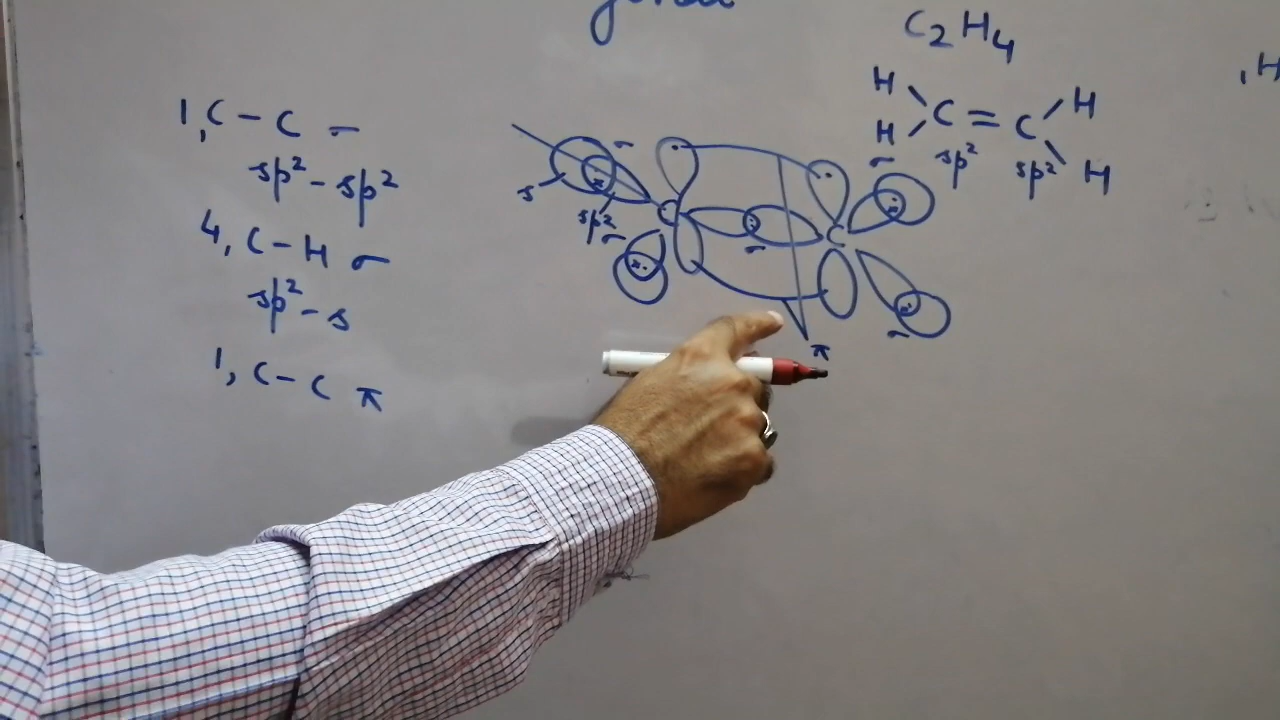 1, C - C σ
sp² - sp²
4, C - H σ
sp² - s
1, C - C π
C₂H₄
H H
C = C
H H
sp² sp²
σ σ
s
C
sp²
C
σ
σ
σ
π
, H